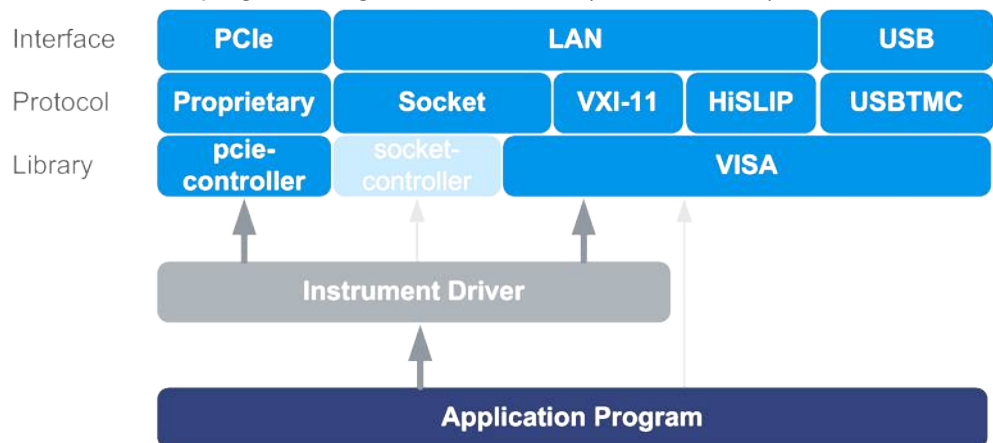 Interface PCIe LAN USB
Protocol Proprietary Socket VXI-11 HiSLIP USBTMC
Library pcie-controller socket-controller VISA
Instrument Driver
Application Program